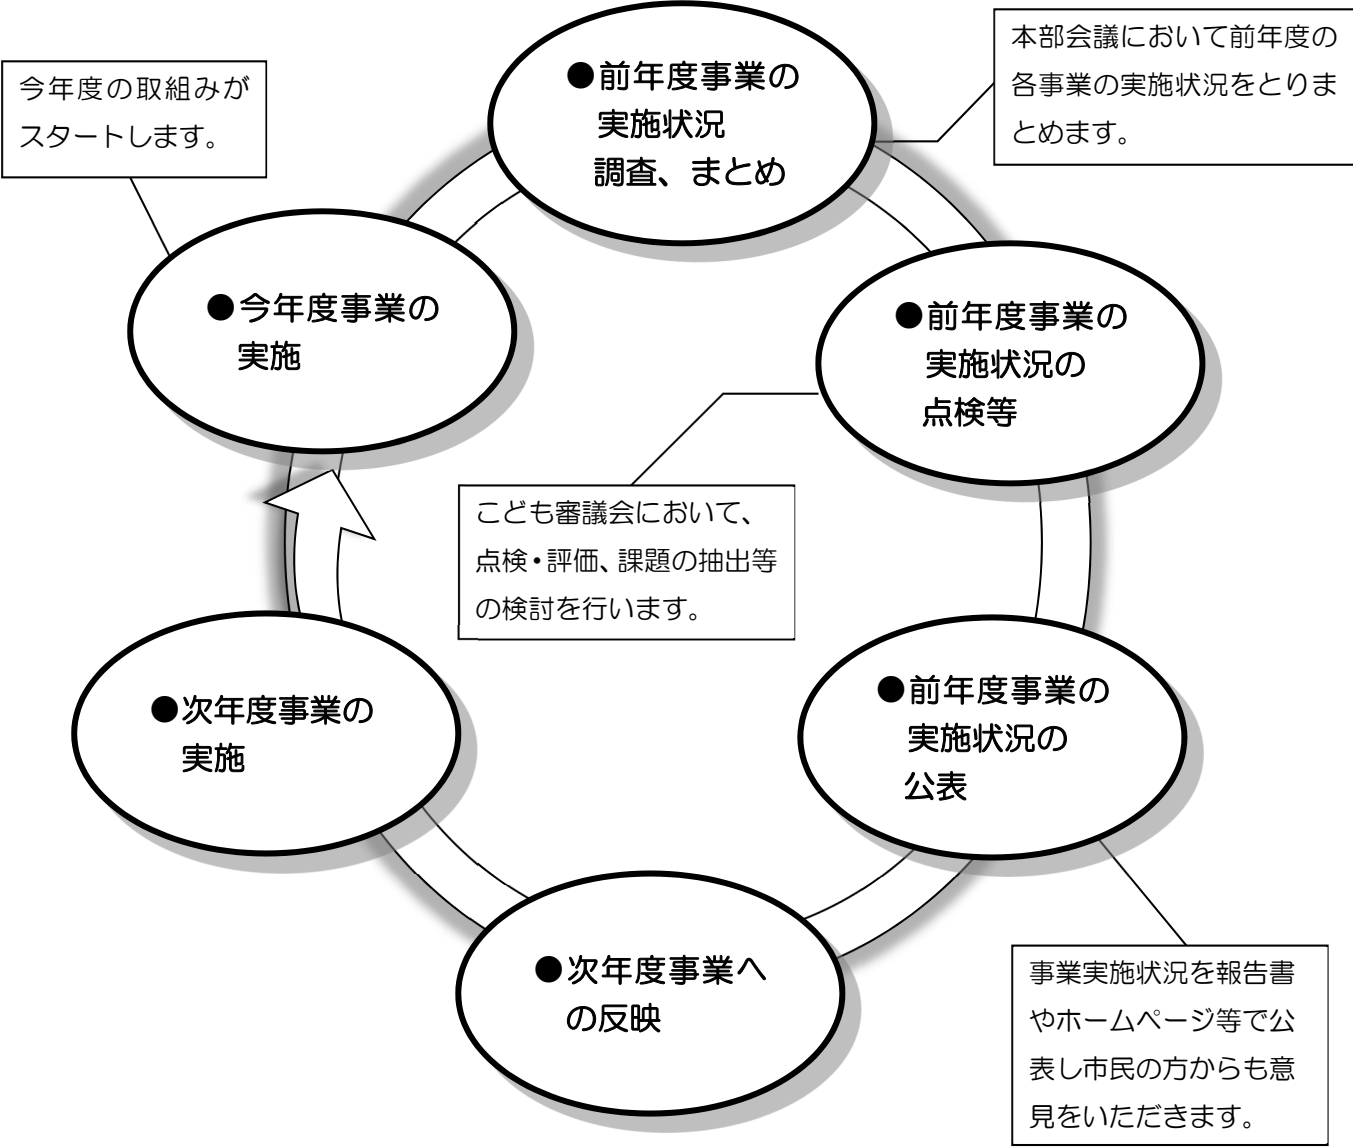 今年度の取組みが
スタートします。
●前年度事業の
実施状況
調査、まとめ
本部会議において前年度の
各事業の実施状況をとりま
とめます。
●今年度事業の
実施
●前年度事業の
実施状況の
点検等
こども審議会において、
点検・評価、課題の抽出等
の検討を行います。
●次年度事業の
実施
●前年度事業の
実施状況の
公表
●次年度事業へ
の反映
事業実施状況を報告書
やホームページ等で公
表し市民の方からも意
見をいただきます。